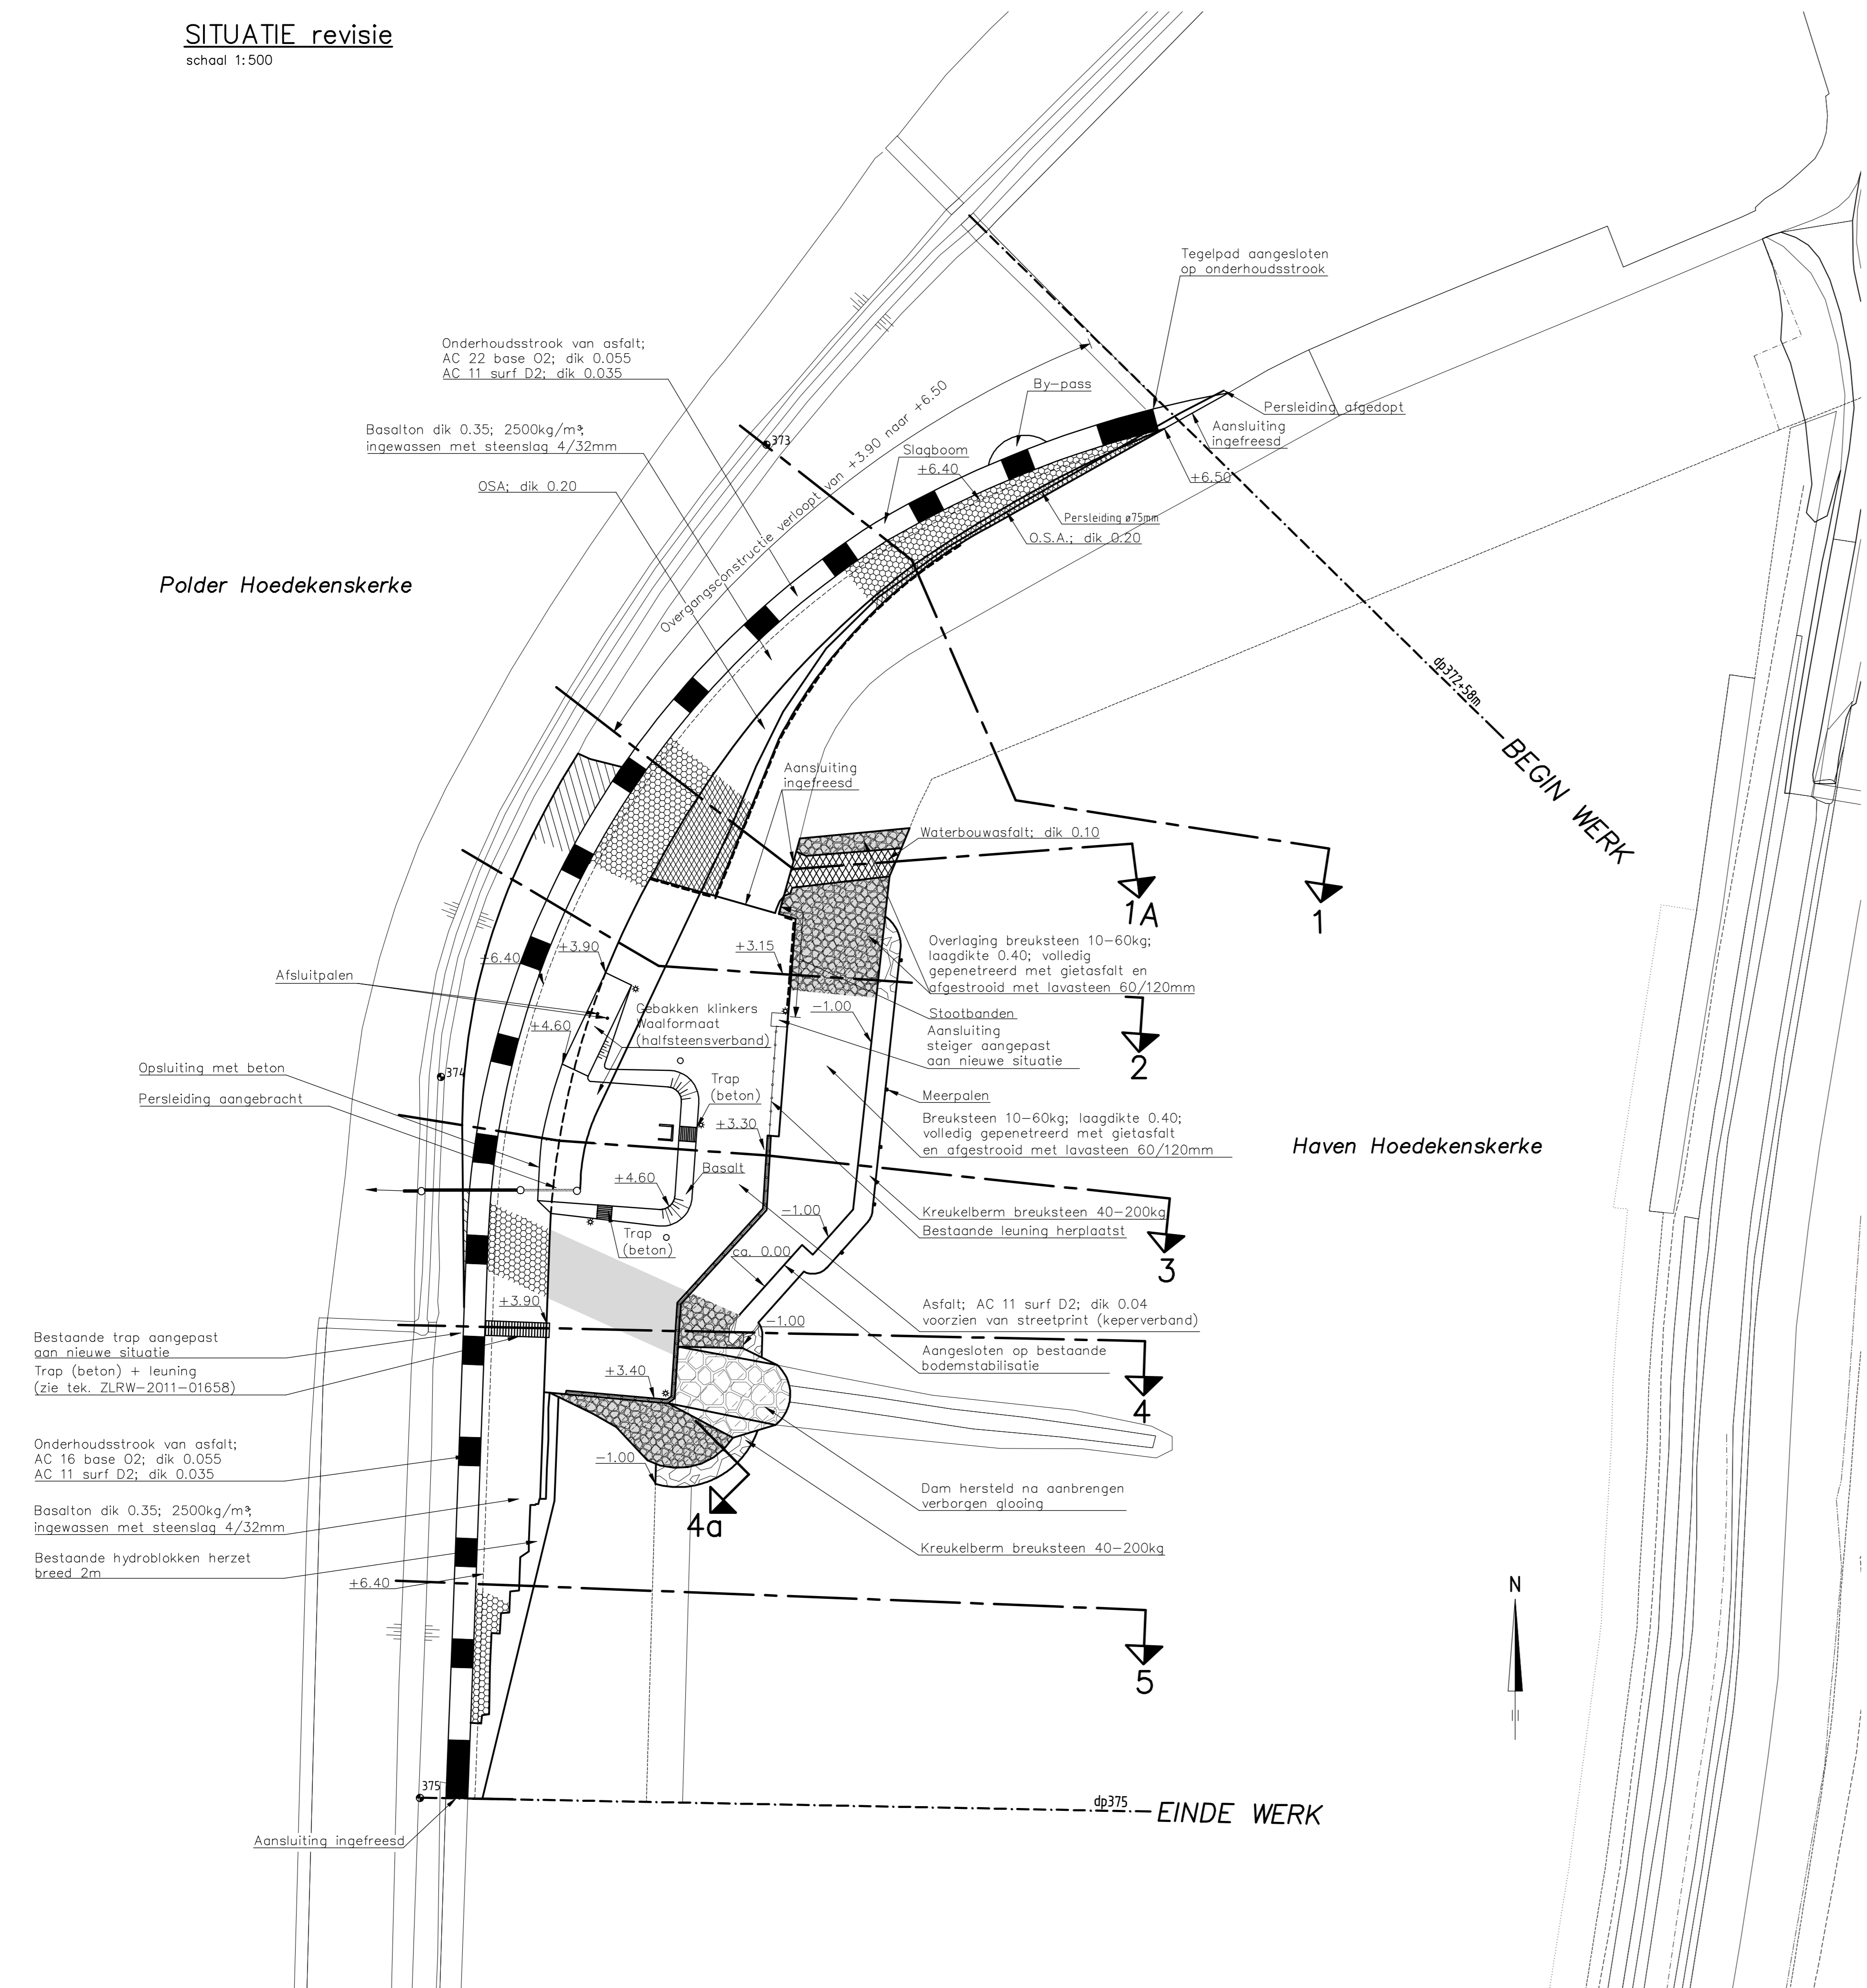 SITUATIE revisie
schaal 1:500
Tegelpad aangesloten
op onderhoudsstrook
Onderhoudsstrook van asfalt;
AC 22 base O2; dik 0.055
AC 11 surf D2; dik 0.035
By-pass
Persleiding afgedopt
Aansluiting
ingefreesd
Basalton dik 0.35; 2500kg/m³;
ingewassen met steenslag 4/32mm
373
Overgangsconstructie verloopt van +3.90 naar +6.50
Slagboom
+6.40
+6.50
OSA; dik 0.20
Persleiding ø75mm
O.S.A.; dik 0.20
Polder Hoedekenskerke
dp372+58m
BEGIN WERK
Aansluiting
ingefreesd
Waterbouwasfalt; dik 0.10
1A
1
+6.40
+3.90
+3.15
Overlaging breuksteen 10-60kg;
laagdikte 0.40; volledig
gepenetreerd met gietasfalt en
afgestrooid met lavasteen 60/120mm
Afsluitpalen
Gebakken klinkers
Waalformaat
(halfsteensverband)
-1.00
Stootbanden
+4.60
Aansluiting
steiger aangepast
aan nieuwe situatie
2
Opsluiting met beton
374
Trap
(beton)
Meerpalen
Persleiding aangebracht
+3.30
Breuksteen 10-60kg; laagdikte 0.40;
volledig gepenetreerd met gietasfalt
en afgestrooid met lavasteen 60/120mm
Haven Hoedekenskerke
Basalt
+4.60
-1.00
Kreukelberm breuksteen 40-200kg
Bestaande leuning herplaatst
Trap
(beton)
ca. 0.00
3
+3.90
Asfalt; AC 11 surf D2; dik 0.04
voorzien van streetprint (keperverband)
-1.00
Bestaande trap aangepast
aan nieuwe situatie
Aangesloten op bestaande
bodemstabilisatie
Trap (beton) + leuning
(zie tek. ZLRW-2011-01658)
+3.40
4
Onderhoudsstrook van asfalt;
AC 16 base O2; dik 0.055
AC 11 surf D2; dik 0.035
-1.00
Dam hersteld na aanbrengen
verborgen glooing
Basalton dik 0.35; 2500kg/m³;
ingewassen met steenslag 4/32mm
4a
Kreukelberm breuksteen 40-200kg
Bestaande hydroblokken herzet
breed 2m
+6.40
N
5
375
dp375
EINDE WERK
Aansluiting ingefreesd